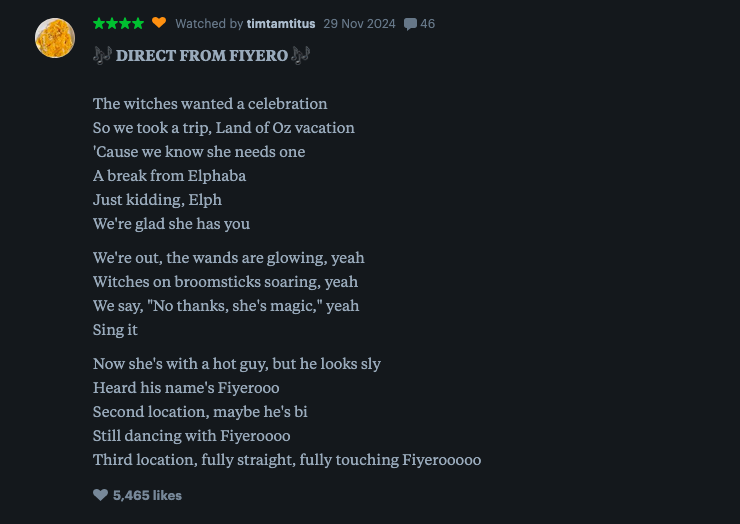 ★★★★ 🧡 Watched by timtamtitus 29 Nov 2024 💬 46
🎶 DIRECT FROM FIYERO 🎶
The witches wanted a celebration
So we took a trip, Land of Oz vacation
'Cause we know she needs one
A break from Elphaba
Just kidding, Elph
We're glad she has you
We're out, the wands are glowing, yeah
Witches on broomsticks soaring, yeah
We say, "No thanks, she's magic," yeah
Sing it
Now she's with a hot guy, but he looks sly
Heard his name's Fiyerooo
Second location, maybe he's bi
Still dancing with Fiyeroooo
Third location, fully straight, fully touching Fiyerooooo
5,465 likes